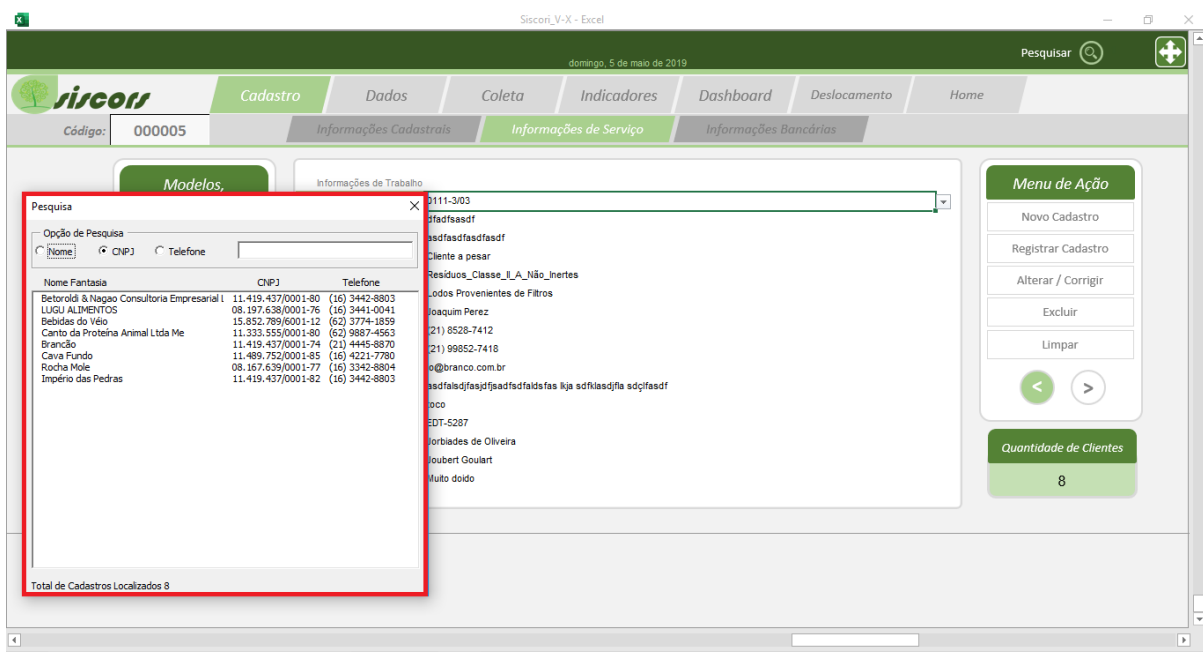 Siscori_V-X - Excel
domingo, 5 de maio de 2019
Pesquisar
siscors
Cadastro
Dados
Coleta
Indicadores
Dashboard
Deslocamento
Home
Código:
000005
Informações Cadastrais
Informações de Serviço
Informações Bancárias
Modelos,
Pesquisa
Opção de Pesquisa
Nome
CNPJ
Telefone
Nome Fantasia CNPJ Telefone
Betoroldi & Nagao Consultoria Empresarial L 11.419.437/0001-80 (16) 3442-8803
LUGU ALIMENTOS 08.197.638/0001-76 (16) 3441-0041
Bebidas do Véio 15.852.789/6001-12 (62) 3774-1859
Canto da Proteína Animal Ltda Me 11.333.555/0001-80 (62) 9887-4563
Brancão 11.419.437/0001-74 (21) 4445-8870
Cava Fundo 11.489.752/0001-85 (16) 4221-7780
Rocha Mole 08.167.639/0001-77 (16) 3342-8804
Império das Pedras 11.419.437/0001-82 (16) 3442-8803
Total de Cadastros Localizados 8
Informações de Trabalho
0111-3/03
dfadfsasdf
asdfasdfasdfasdf
Cliente a pesar
Resíduos_Classe_II_A_Não_Inertes
Lodos Provenientes de Filtros
Joaquim Perez
(21) 8528-7412
(21) 99852-7418
o@branco.com.br
asdfalsdjfasjdfjsadfsdfaldsfas lkja sdfklasdjfla sdçlfasdf
toco
EDT-5287
Jorbiades de Oliveira
Joubert Goulart
Muito doido
Menu de Ação
Novo Cadastro
Registrar Cadastro
Alterar / Corrigir
Excluir
Limpar
< >
Quantidade de Clientes
8